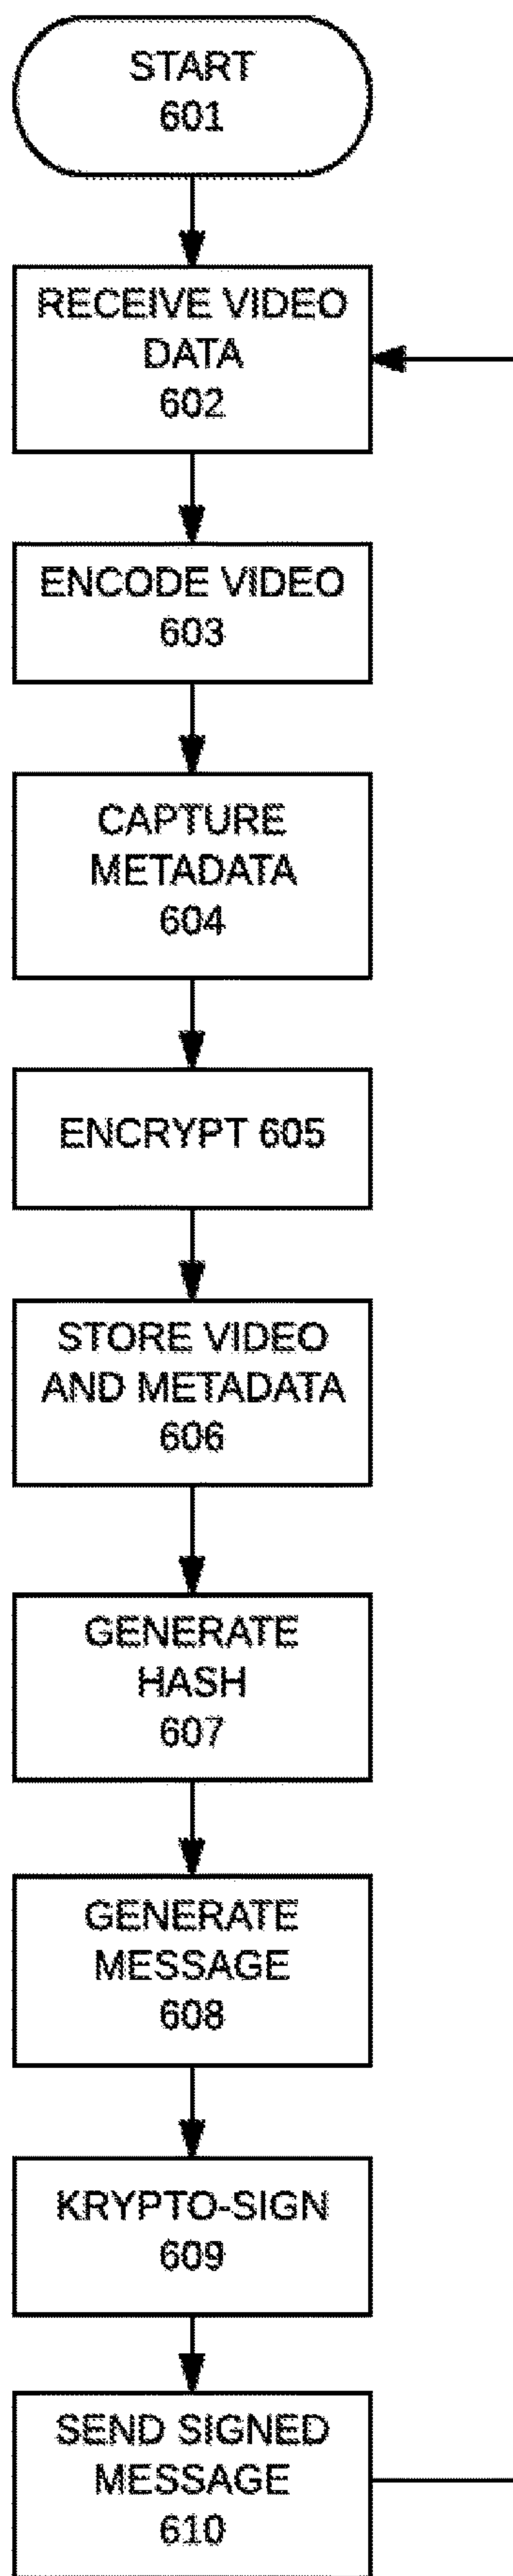 START
601
RECEIVE VIDEO
DATA
602
ENCODE VIDEO
603
CAPTURE
METADATA
604
ENCRYPT 605
STORE VIDEO
AND METADATA
606
GENERATE
HASH
607
GENERATE
MESSAGE
608
KRYPTO-SIGN
609
SEND SIGNED
MESSAGE
610